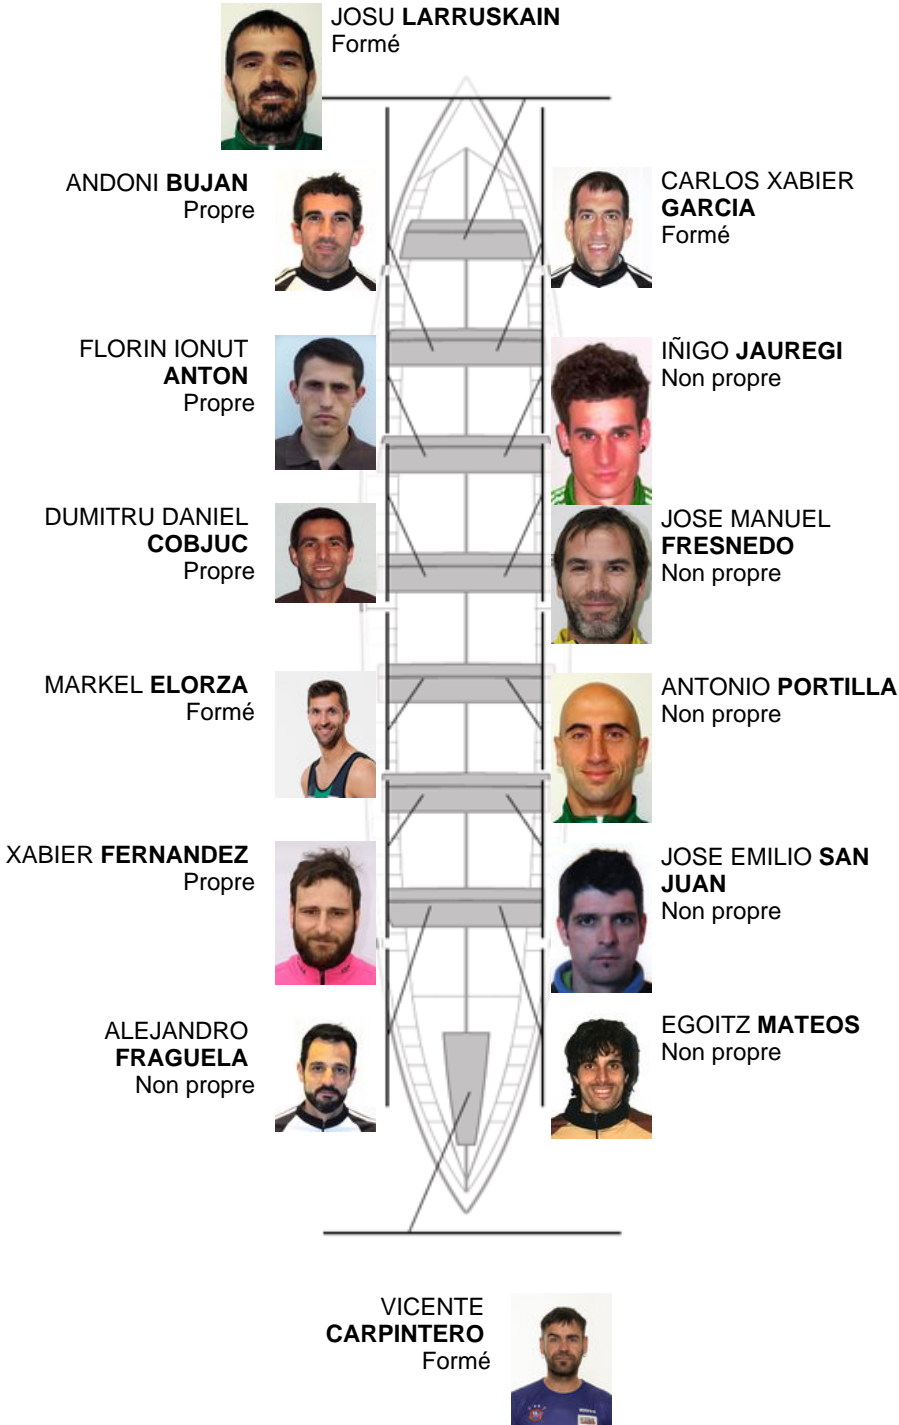 JOSU LARRUSKAIN
Formé
ANDONI BUJAN
Propre
CARLOS XABIER
GARCIA
Formé
FLORIN IONUT
ANTON
Propre
IÑIGO JAUREGI
Non propre
DUMITRU DANIEL
COBJUC
Propre
JOSE MANUEL
FRESNEDO
Non propre
MARKEL ELORZA
Formé
ANTONIO PORTILLA
Non propre
XABIER FERNANDEZ
Propre
JOSE EMILIO SAN
JUAN
Non propre
ALEJANDRO
FRAGUELA
Non propre
EGOITZ MATEOS
Non propre
VICENTE
CARPINTERO
Formé